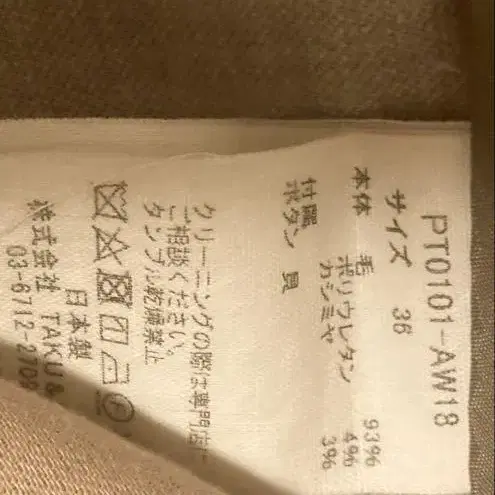 PT0101-AW18
サイズ 36
本体 毛 93%
ポリウレタン 4%
カシミヤ 3%
付属
ボタン 貝
クリーニングの際は専門店に
ご相談ください。
タンブル乾燥禁止
日本製
株式会社 TAKU&
03-6712-2709